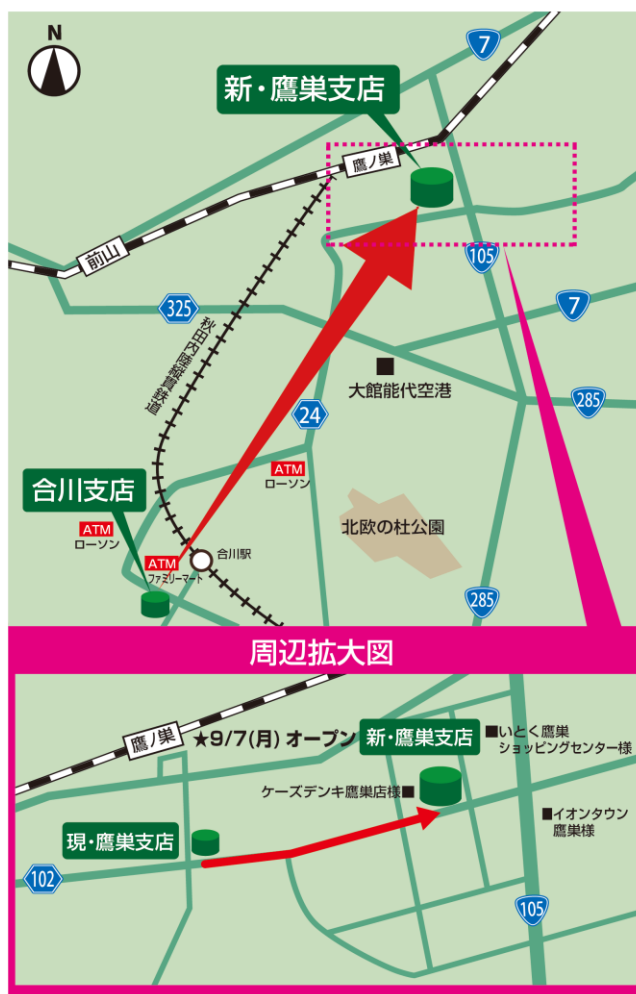 N
7
新・鷹巣支店
鷹ノ巣
前山
105
325
7
秋田内陸縦貫鉄道
大館能代空港
24
285
ATM
ローソン
合川支店
ATM
ローソン
北欧の杜公園
合川駅
ATM
ファミリーマート
285
周辺拡大図
鷹ノ巣
★9/7(月) オープン
新・鷹巣支店
■いとく鷹巣
ショッピングセンター様
ケーズデンキ鷹巣店様■
■イオンタウン
鷹巣様
現・鷹巣支店
102
105